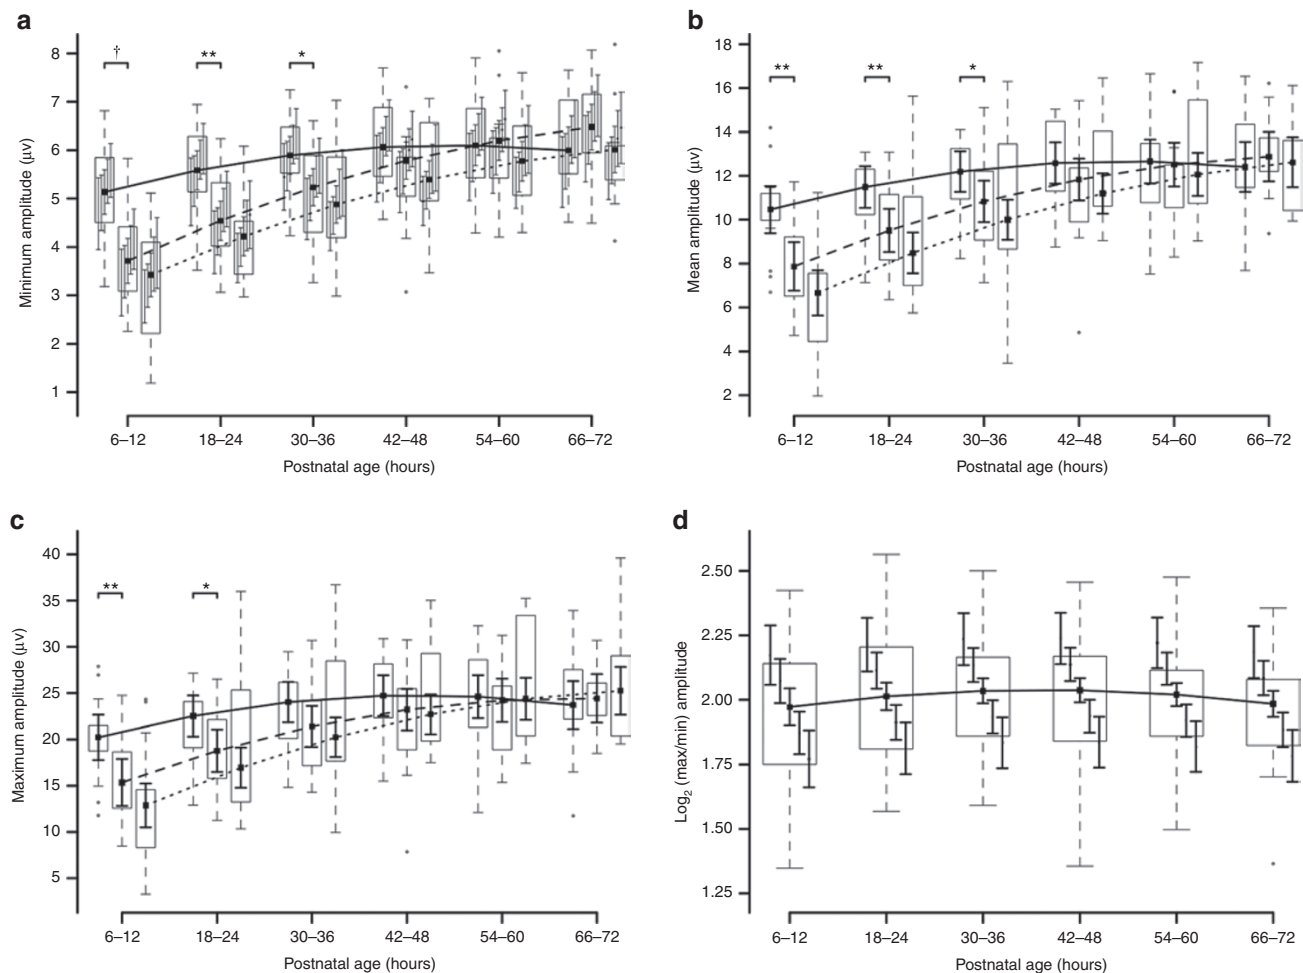 a
Minimum amplitude (μv)
8
7
6
5
4
3
2
1
† ** *
6–12 18–24 30–36 42–48 54–60 66–72
Postnatal age (hours)
b
Mean amplitude (μv)
18
16
14
12
10
8
6
4
2
** ** *
6–12 18–24 30–36 42–48 54–60 66–72
Postnatal age (hours)
c
Maximum amplitude (μv)
40
35
30
25
20
15
10
5
** *
6–12 18–24 30–36 42–48 54–60 66–72
Postnatal age (hours)
d
Log₂ (max/min) amplitude
2.50
2.25
2.00
1.75
1.50
1.25
6–12 18–24 30–36 42–48 54–60 66–72
Postnatal age (hours)